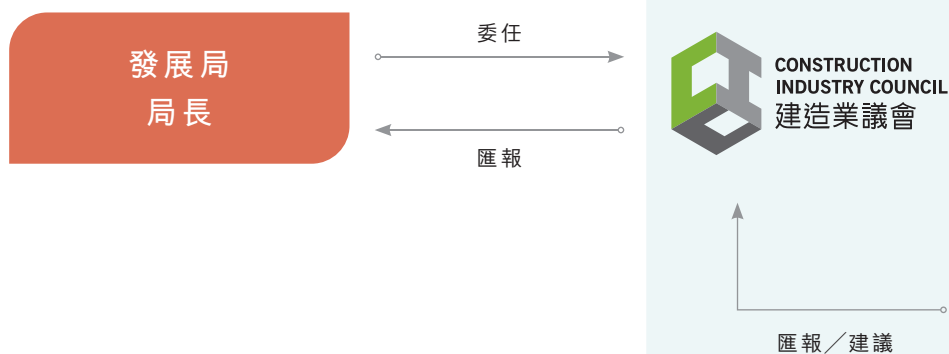 發展局
局長
委任
匯報
CONSTRUCTION
INDUSTRY COUNCIL
建造業議會
匯報／建議